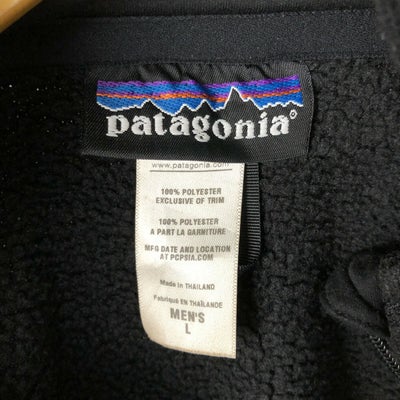 patagonia®
www.patagonia.com
100% POLYESTER
EXCLUSIVE OF TRIM
100% POLYESTER
A PART LA GARNITURE
MFG DATE AND LOCATION
AT PCPSIA.COM
Made in THAILAND
Fabriqué EN THAÏLANDE
MEN'S
L